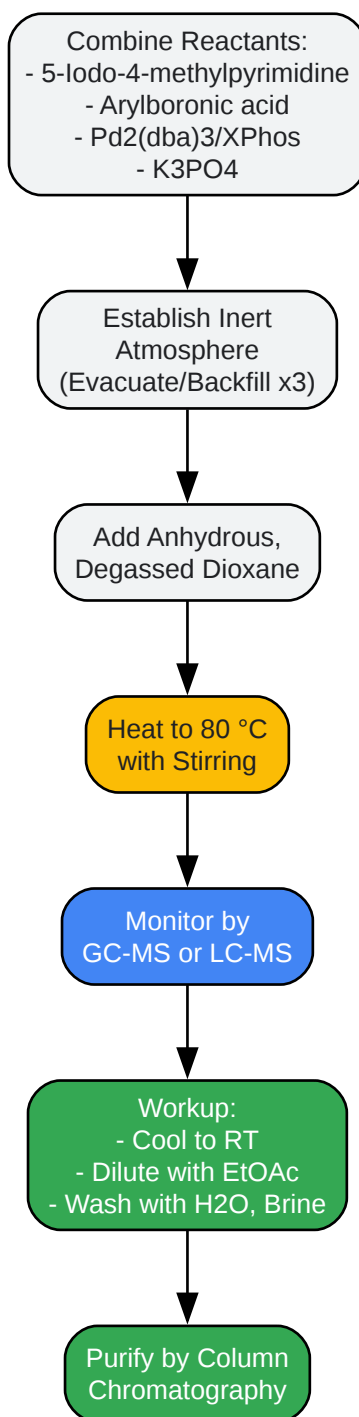 Combine Reactants:
- 5-Iodo-4-methylpyrimidine
- Arylboronic acid
- Pd2(dba)3/XPhos
- K3PO4
Establish Inert
Atmosphere
(Evacuate/Backfill x3)
Add Anhydrous,
Degassed Dioxane
Heat to 80 °C
with Stirring
Monitor by
GC-MS or LC-MS
Workup:
- Cool to RT
- Dilute with EtOAc
- Wash with H2O, Brine
Purify by Column
Chromatography